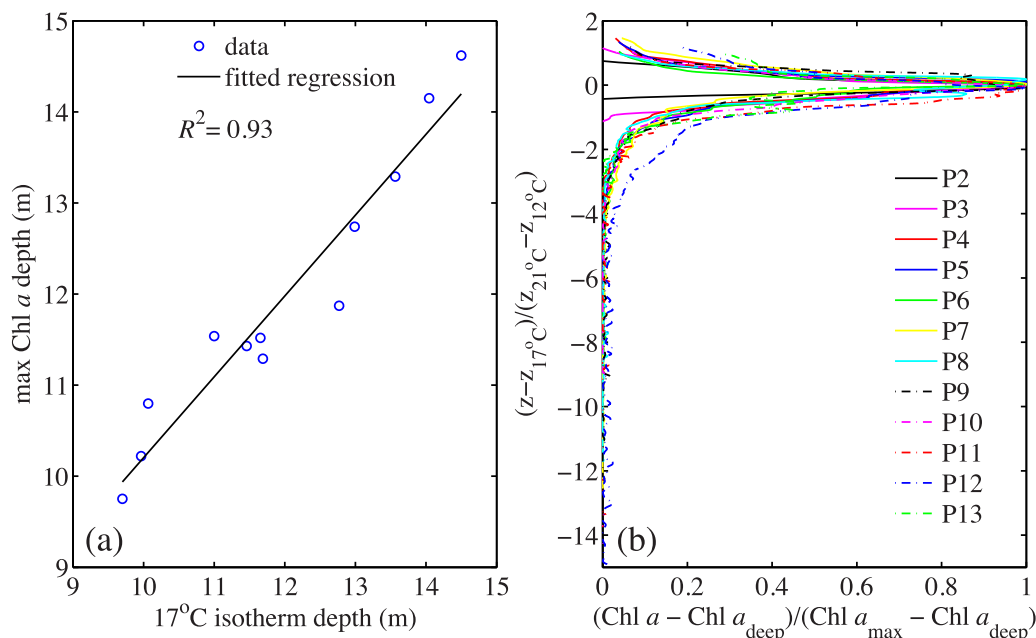 15
14
13
12
11
10
9
max Chl a depth (m)
data
fitted regression
R²= 0.93
(a)
9 10 11 12 13 14 15
17°C isotherm depth (m)
2
0
−2
−4
−6
−8
−10
−12
−14
(z−z17°C)/(z21°C−z12°C)
P2
P3
P4
P5
P6
P7
P8
P9
P10
P11
P12
P13
(b)
0 0.2 0.4 0.6 0.8 1
(Chl a − Chl adeep)/(Chl amax − Chl adeep)